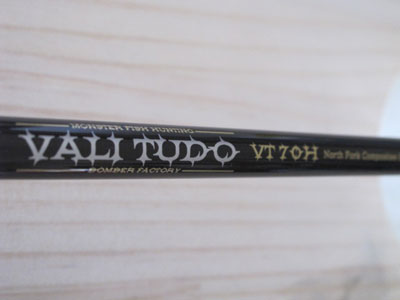 MONSTER FISH HUNTING
VALI TUDO VT70H North Fork Composites
BOMBER FACTORY